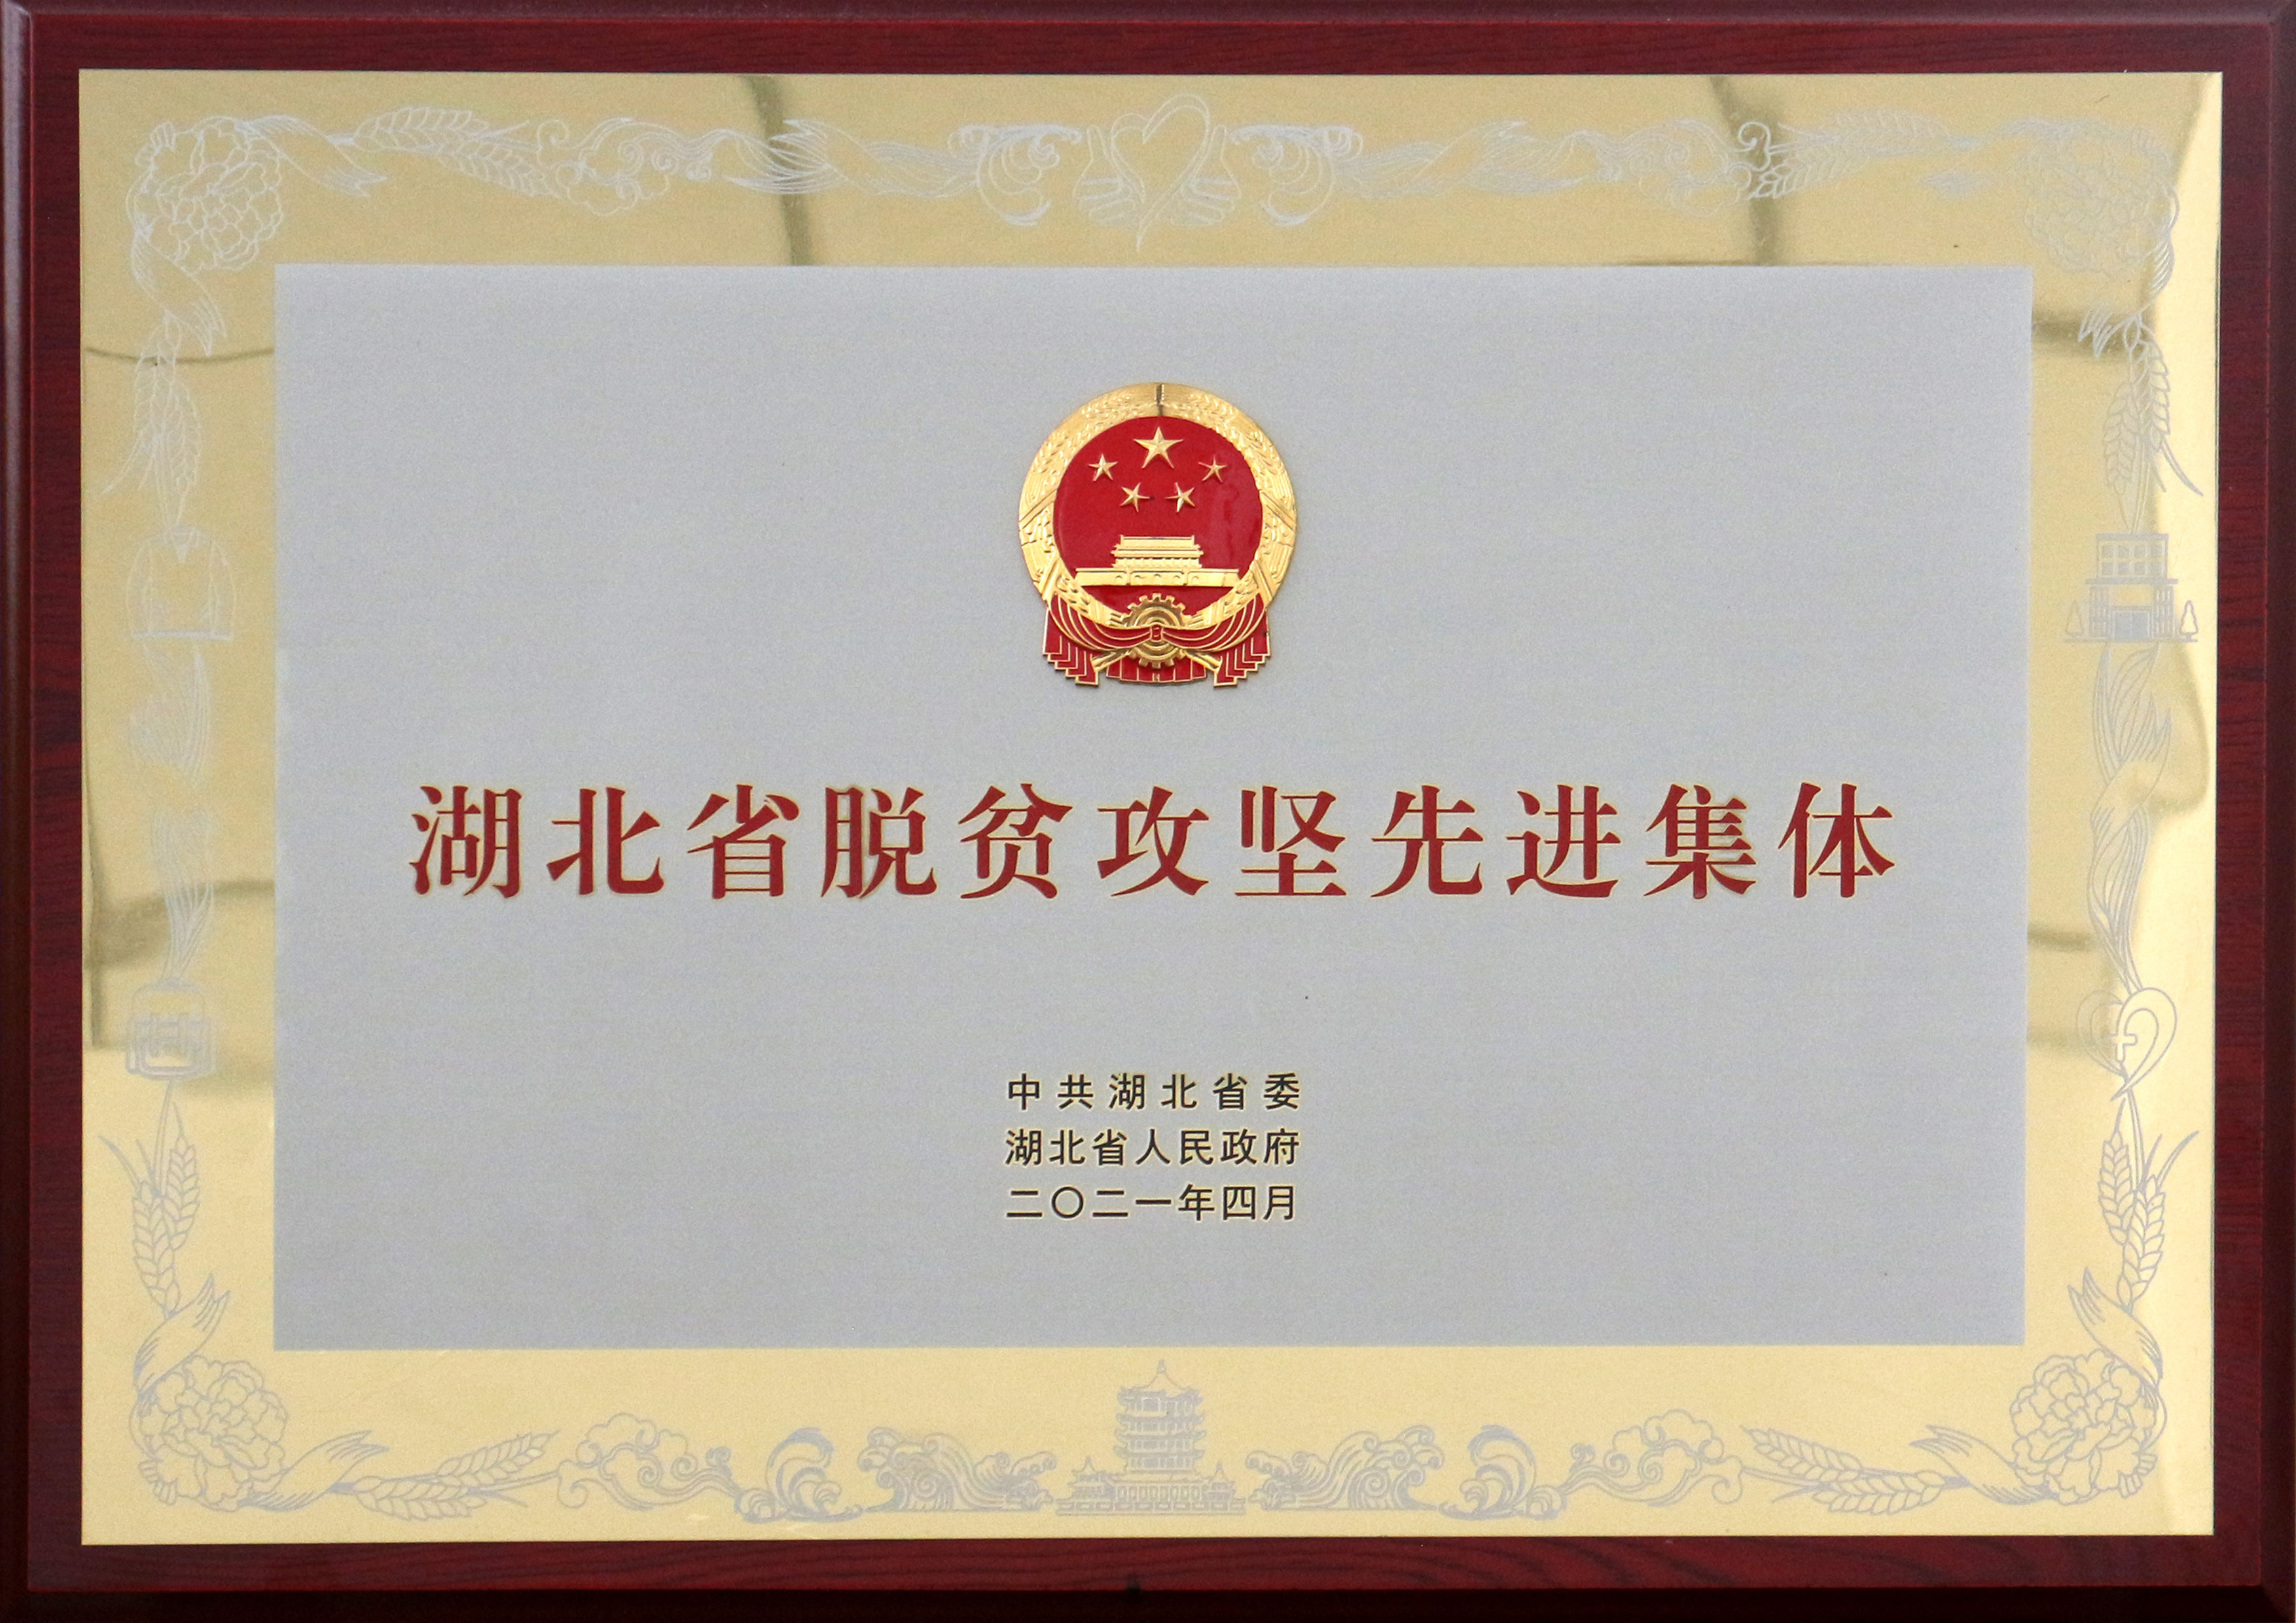 湖北省脱贫攻坚先进集体
中共湖北省委
湖北省人民政府
二〇二一年四月